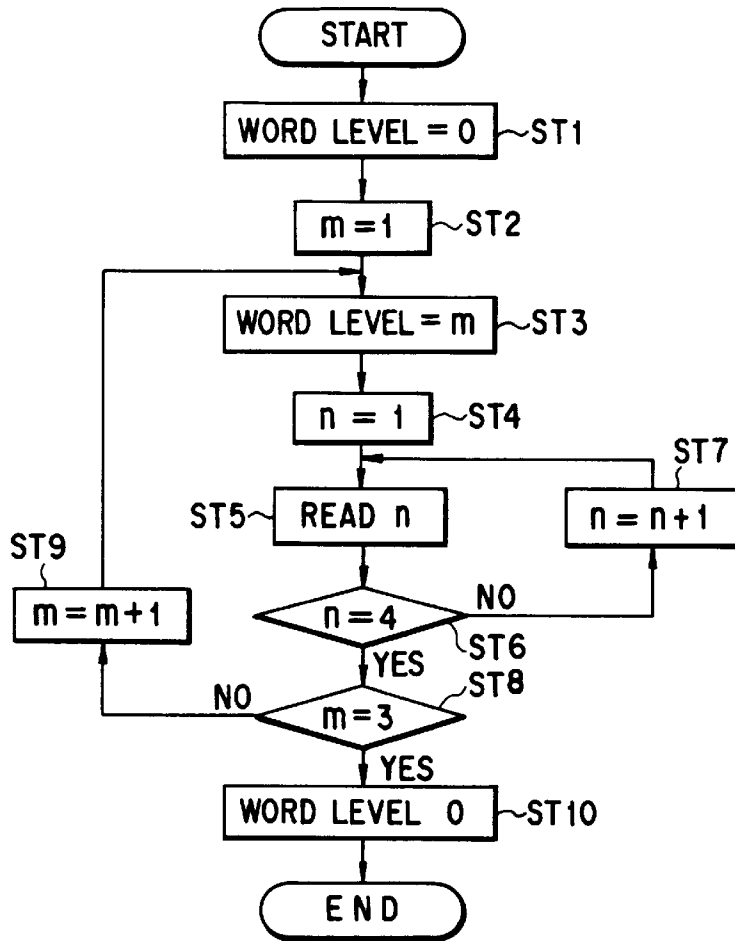 START
WORD LEVEL = 0 ST1
m = 1 ST2
WORD LEVEL = m ST3
n = 1 ST4
ST7
ST5 READ n n = n+1
ST9
m = m+1 n = 4 NO
ST6
YES ST8
NO m = 3
YES
WORD LEVEL 0 ST10
END